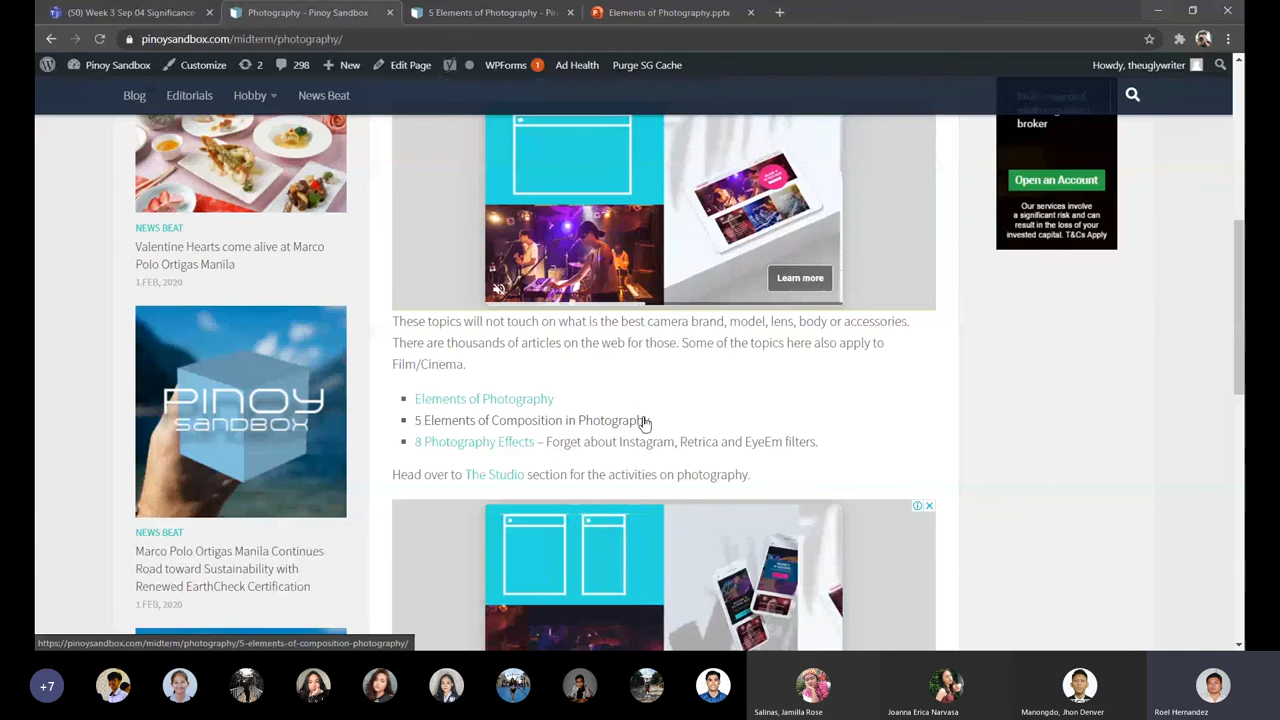 (50) Week 3 Sep 04 Significance
Photography - Pinoy Sandbox
5 Elements of Photography - Pin
Elements of Photography.pptx
pinoysandbox.com/midterm/photography/
Pinoy Sandbox
Customize
2
298
New
Edit Page
WPForms 1
Ad Health
Purge SG Cache
Howdy, theuglywriter
Blog
Editorials
Hobby
News Beat
broker
Open an Account
Our services involve
a significant risk and can
result in the loss of your
invested capital. T&Cs Apply
NEWS BEAT
Valentine Hearts come alive at Marco
Polo Ortigas Manila
1 FEB, 2020
PINOY
SANDBOX
NEWS BEAT
Marco Polo Ortigas Manila Continues
Road toward Sustainability with
Renewed EarthCheck Certification
1 FEB, 2020
Learn more
These topics will not touch on what is the best camera brand, model, lens, body or accessories.
There are thousands of articles on the web for those. Some of the topics here also apply to
Film/Cinema.
Elements of Photography
5 Elements of Composition in Photography
8 Photography Effects – Forget about Instagram, Retrica and EyeEm filters.
Head over to The Studio section for the activities on photography.
https://pinoysandbox.com/midterm/photography/5-elements-of-composition-photography/
+7
Salinas, Jamilla Rose
Joanna Erica Narvasa
Manongdo, Jhon Denver
Roel Hernandez